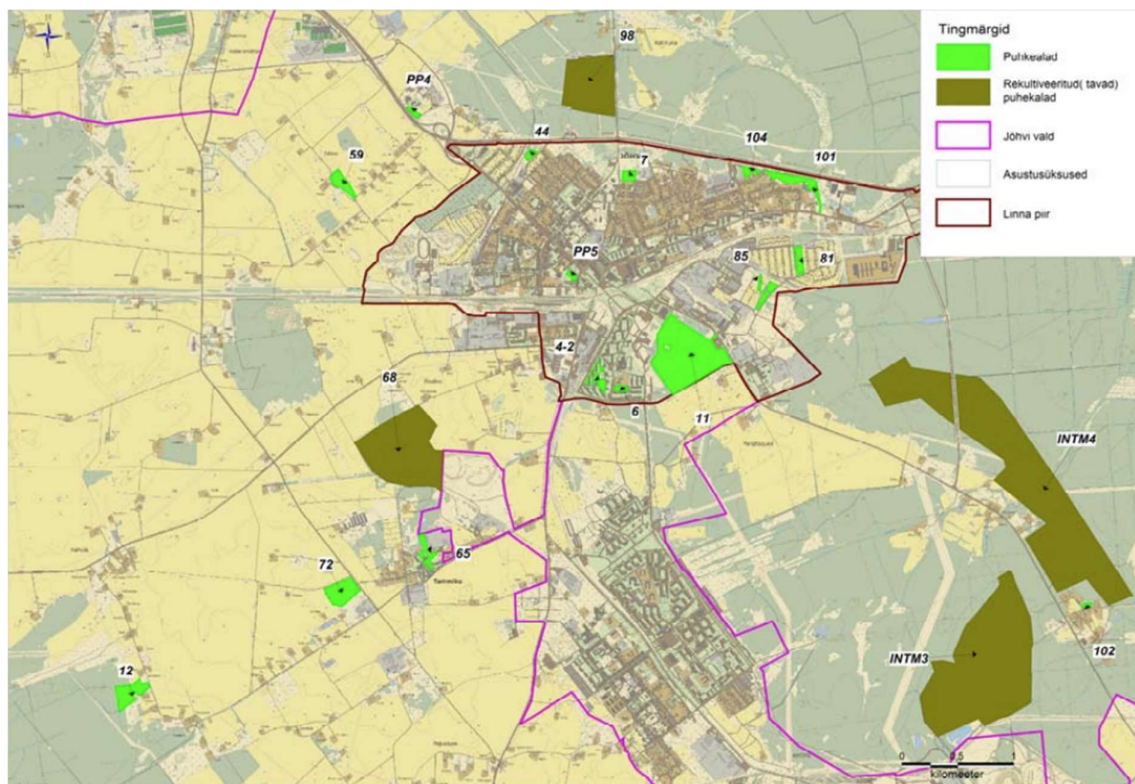 98
PP4
44
104
59
7
101
PP5
85
81
4-2
68
6
11
INTM4
65
Tammiku
72
INTM3
102
12
0 0,5 1
kilomeeter
Tingmärgid
Puhkealad
Rekultiveeritud( tavad)
puhekalad
Jõhvi vald
Asustusüksused
Linna piir